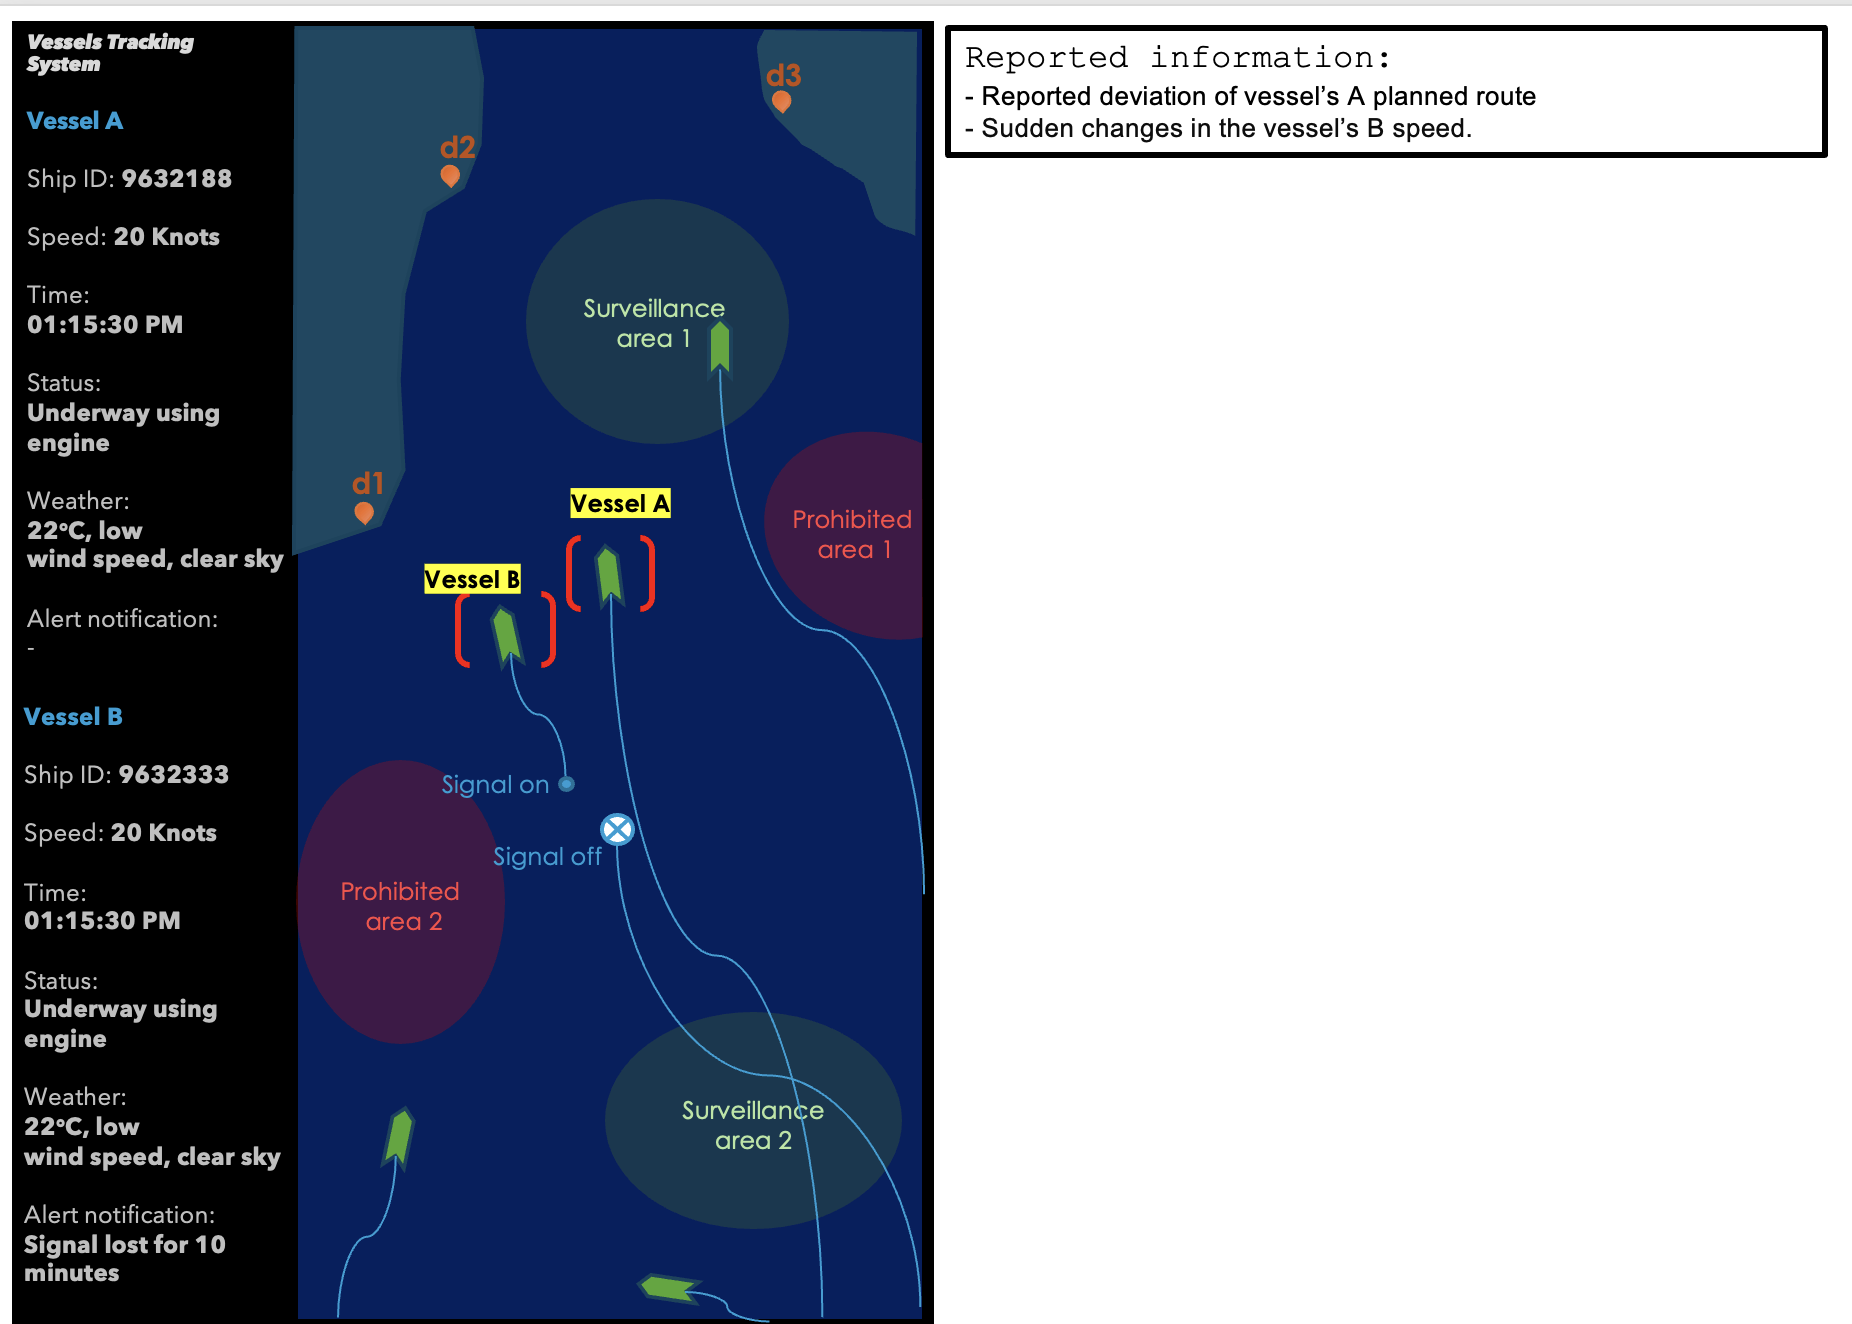 Vessels Tracking
System
Vessel A
Ship ID: 9632188
Speed: 20 Knots
Time:
01:15:30 PM
Status:
Underway using
engine
Weather:
22ºC, low
wind speed, clear sky
Alert notification:
-
Vessel B
Ship ID: 9632333
Speed: 20 Knots
Time:
01:15:30 PM
Status:
Underway using
engine
Weather:
22ºC, low
wind speed, clear sky
Alert notification:
Signal lost for 10
minutes
d3
d2
Surveillance
area 1
d1
Vessel A
Prohibited
area 1
Vessel B
Signal on
Signal off
Prohibited
area 2
Surveillance
area 2
Reported information:
- Reported deviation of vessel's A planned route
- Sudden changes in the vessel's B speed.